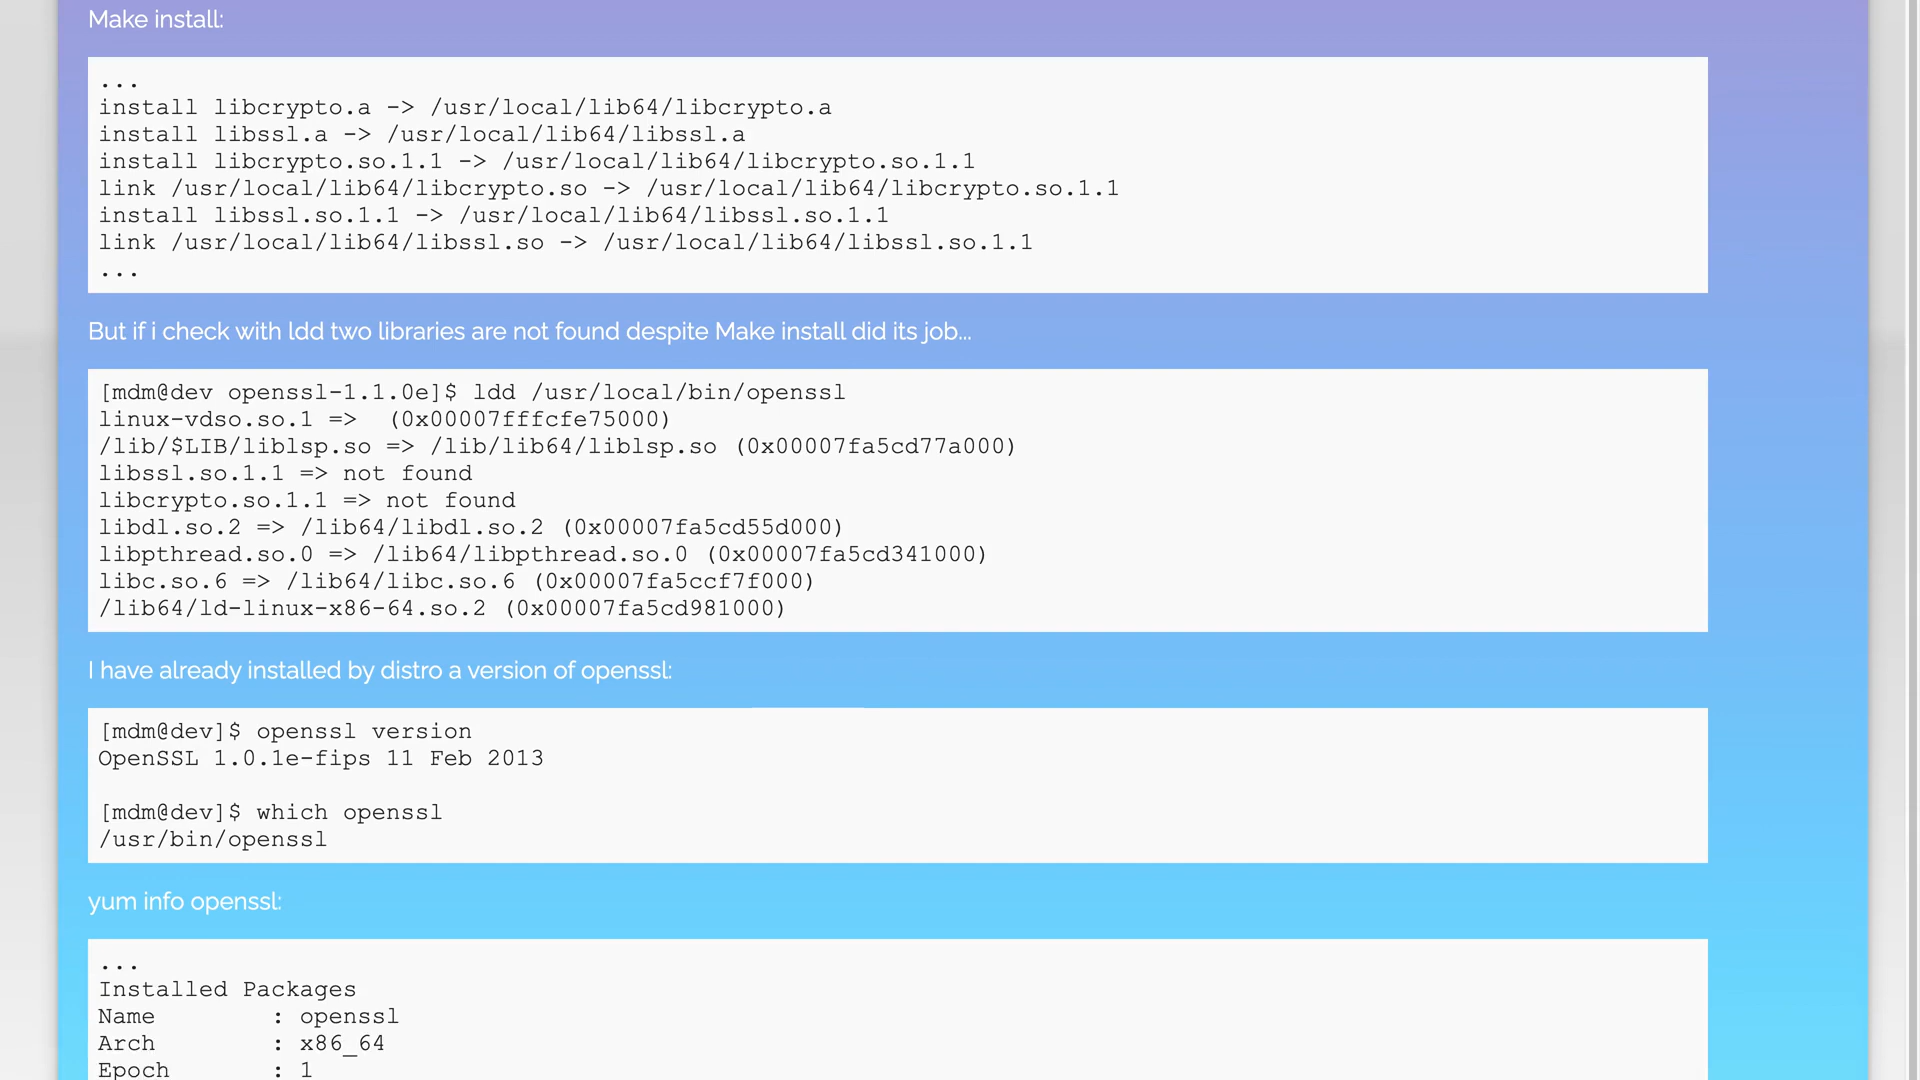 Make install:
...
install libcrypto.a -> /usr/local/lib64/libcrypto.a
install libssl.a -> /usr/local/lib64/libssl.a
install libcrypto.so.1.1 -> /usr/local/lib64/libcrypto.so.1.1
link /usr/local/lib64/libcrypto.so -> /usr/local/lib64/libcrypto.so.1.1
install libssl.so.1.1 -> /usr/local/lib64/libssl.so.1.1
link /usr/local/lib64/libssl.so -> /usr/local/lib64/libssl.so.1.1
...
But if i check with ldd two libraries are not found despite Make install did its job...
[mdm@dev openssl-1.1.0e]$ ldd /usr/local/bin/openssl
linux-vdso.so.1 =>  (0x00007fffcfe75000)
/lib/$LIB/liblsp.so => /lib/lib64/liblsp.so (0x00007fa5cd77a000)
libssl.so.1.1 => not found
libcrypto.so.1.1 => not found
libdl.so.2 => /lib64/libdl.so.2 (0x00007fa5cd55d000)
libpthread.so.0 => /lib64/libpthread.so.0 (0x00007fa5cd341000)
libc.so.6 => /lib64/libc.so.6 (0x00007fa5ccf7f000)
/lib64/ld-linux-x86-64.so.2 (0x00007fa5cd981000)
I have already installed by distro a version of openssl:
[mdm@dev]$ openssl version
OpenSSL 1.0.1e-fips 11 Feb 2013
[mdm@dev]$ which openssl
/usr/bin/openssl
yum info openssl:
...
Installed Packages
Name        : openssl
Arch        : x86_64
Epoch       : 1